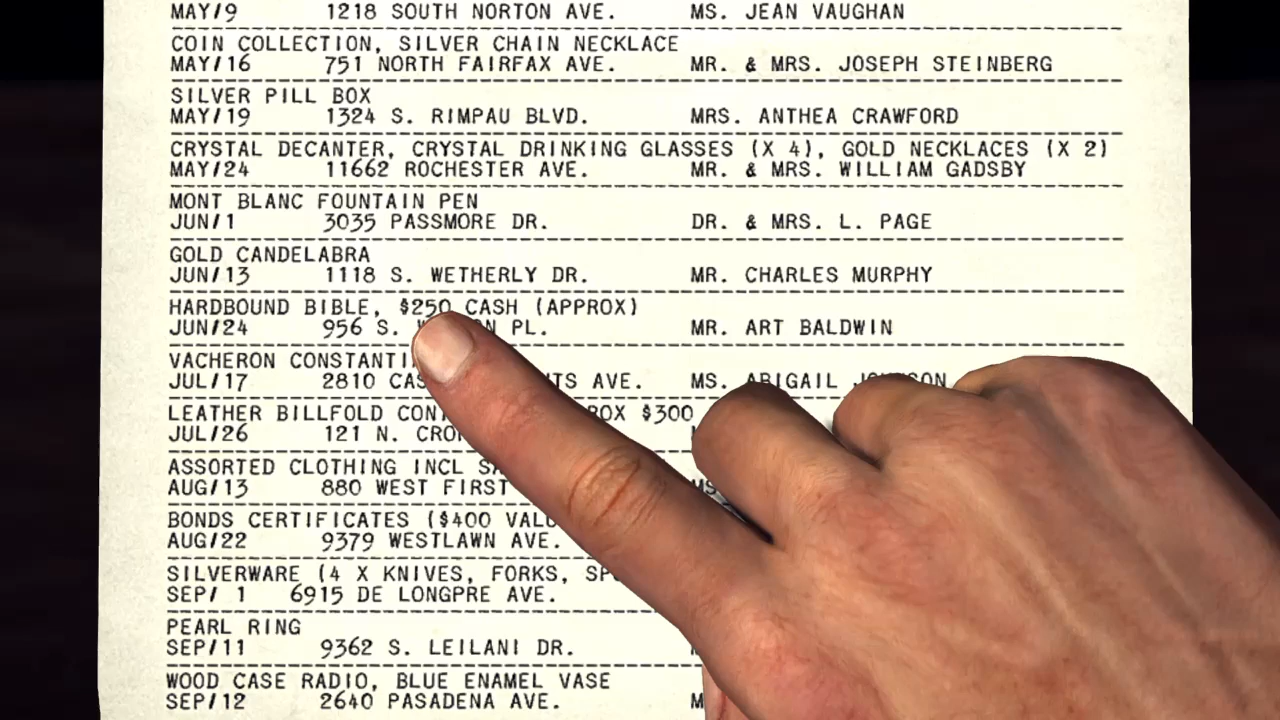 MAY/9 1218 SOUTH NORTON AVE. MS. JEAN VAUGHAN
COIN COLLECTION, SILVER CHAIN NECKLACE
MAY/16 751 NORTH FAIRFAX AVE. MR. & MRS. JOSEPH STEINBERG
SILVER PILL BOX
MAY/19 1324 S. RIMPAU BLVD. MRS. ANTHEA CRAWFORD
CRYSTAL DECANTER, CRYSTAL DRINKING GLASSES (X 4), GOLD NECKLACES (X 2)
MAY/24 11662 ROCHESTER AVE. MR. & MRS. WILLIAM GADSBY
MONT BLANC FOUNTAIN PEN
JUN/1 3035 PASSMORE DR. DR. & MRS. L. PAGE
GOLD CANDELABRA
JUN/13 1118 S. WETHERLY DR. MR. CHARLES MURPHY
HARDBOUND BIBLE, $250 CASH (APPROX)
JUN/24 956 S. PL. MR. ART BALDWIN
VACHERON
JUL/17 2810 AVE. MS. ABIGAIL JOHNSON
LEATHER BILLFOLD $300
JUL/26 121 N.
ASSORTED CLOTHING INCL
AUG/13 880 WEST FIRST
BONDS CERTIFICATES ($400
AUG/22 9379 WESTLAWN AVE.
SILVERWARE (4 X KNIVES, FORKS,
SEP/ 1 6915 DE LONGPRE AVE.
PEARL RING
SEP/11 9362 S. LEILANI DR.
WOOD CASE RADIO, BLUE ENAMEL VASE
SEP/12 2640 PASADENA AVE.